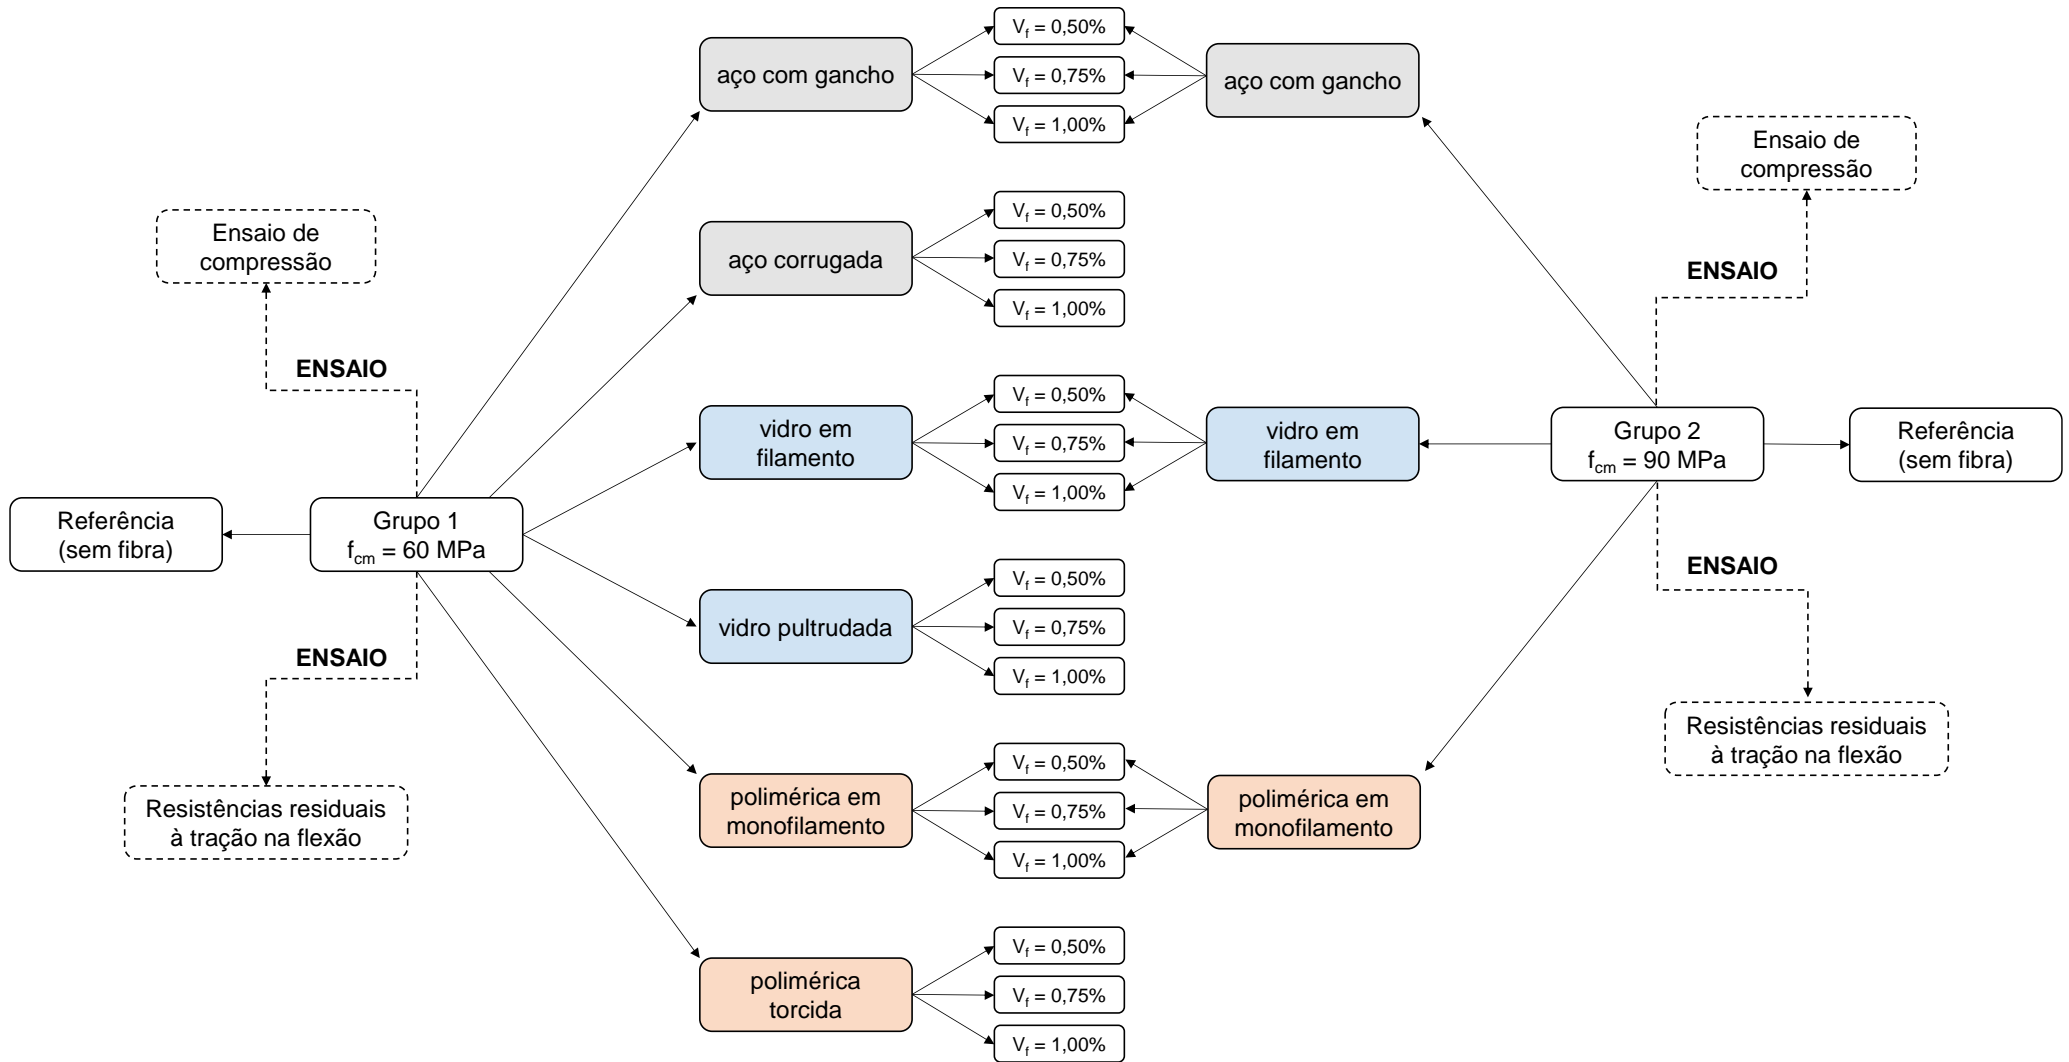 aço com gancho
V_f = 0,50%
V_f = 0,75%
V_f = 1,00%
aço com gancho
Ensaio de
compressão
ENSAIO
Ensaio de
compressão
ENSAIO
aço corrugada
V_f = 0,50%
V_f = 0,75%
V_f = 1,00%
vidro em
filamento
V_f = 0,50%
V_f = 0,75%
V_f = 1,00%
vidro em
filamento
Grupo 2
f_cm = 90 MPa
Referência
(sem fibra)
Referência
(sem fibra)
Grupo 1
f_cm = 60 MPa
vidro pultrudada
V_f = 0,50%
V_f = 0,75%
V_f = 1,00%
ENSAIO
Resistências residuais
à tração na flexão
ENSAIO
Resistências residuais
à tração na flexão
polimérica em
monofilamento
V_f = 0,50%
V_f = 0,75%
V_f = 1,00%
polimérica em
monofilamento
polimérica
torcida
V_f = 0,50%
V_f = 0,75%
V_f = 1,00%